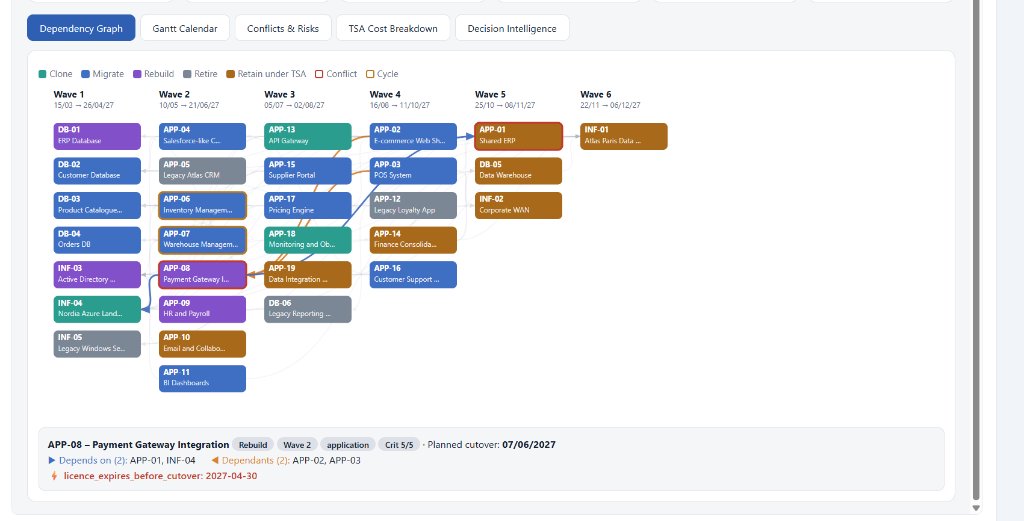 Dependency Graph
Gantt Calendar
Conflicts & Risks
TSA Cost Breakdown
Decision Intelligence
Clone
Migrate
Rebuild
Retire
Retain under TSA
Conflict
Cycle
Wave 1
15/03 → 26/04/27
DB-01
ERP Database
DB-02
Customer Database
DB-03
Product Catalogue...
DB-04
Orders DB
INF-03
Active Directory ...
INF-04
Nordia Azure Land...
INF-05
Legacy Windows Se...
Wave 2
10/05 → 21/06/27
APP-04
Salesforce-like C...
APP-05
Legacy Atlas CRM
APP-06
Inventory Managem...
APP-07
Warehouse Managem...
APP-08
Payment Gateway I...
APP-09
HR and Payroll
APP-10
Email and Collabo...
APP-11
BI Dashboards
Wave 3
05/07 → 02/08/27
APP-13
API Gateway
APP-15
Supplier Portal
APP-17
Pricing Engine
APP-18
Monitoring and Ob...
APP-19
Data Integration ...
DB-06
Legacy Reporting ...
Wave 4
16/08 → 11/10/27
APP-02
E-commerce Web Sh...
APP-03
POS System
APP-12
Legacy Loyalty App
APP-14
Finance Consolida...
APP-16
Customer Support ...
Wave 5
25/10 → 08/11/27
APP-01
Shared ERP
DB-05
Data Warehouse
INF-02
Corporate WAN
Wave 6
22/11 → 06/12/27
INF-01
Atlas Paris Data ...
APP-08 – Payment Gateway Integration Rebuild Wave 2 application Crit 5/5 · Planned cutover: 07/06/2027
▶ Depends on (2): APP-01, INF-04 ◀ Dependants (2): APP-02, APP-03
⚡ licence_expires_before_cutover: 2027-04-30